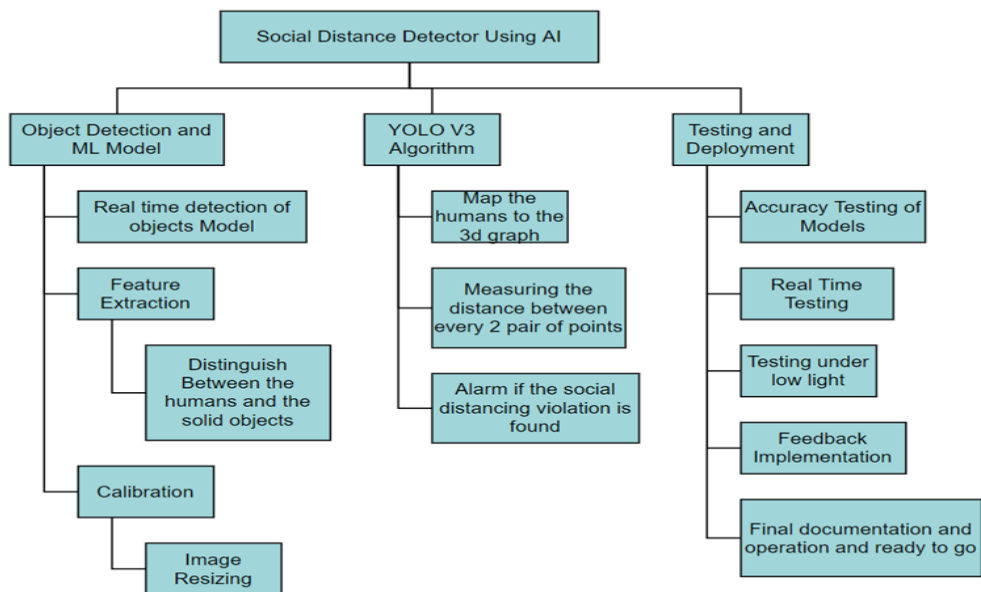 Social Distance Detector Using AI
Object Detection and
ML Model
Real time detection of
objects Model
Feature
Extraction
Distinguish
Between the
humans and the
solid objects
Calibration
Image
Resizing
YOLO V3
Algorithm
Map the
humans to the
3d graph
Measuring the
distance between
every 2 pair of points
Alarm if the social
distancing violation is
found
Testing and
Deployment
Accuracy Testing of
Models
Real Time
Testing
Testing under
low light
Feedback
Implementation
Final documentation and
operation and ready to go